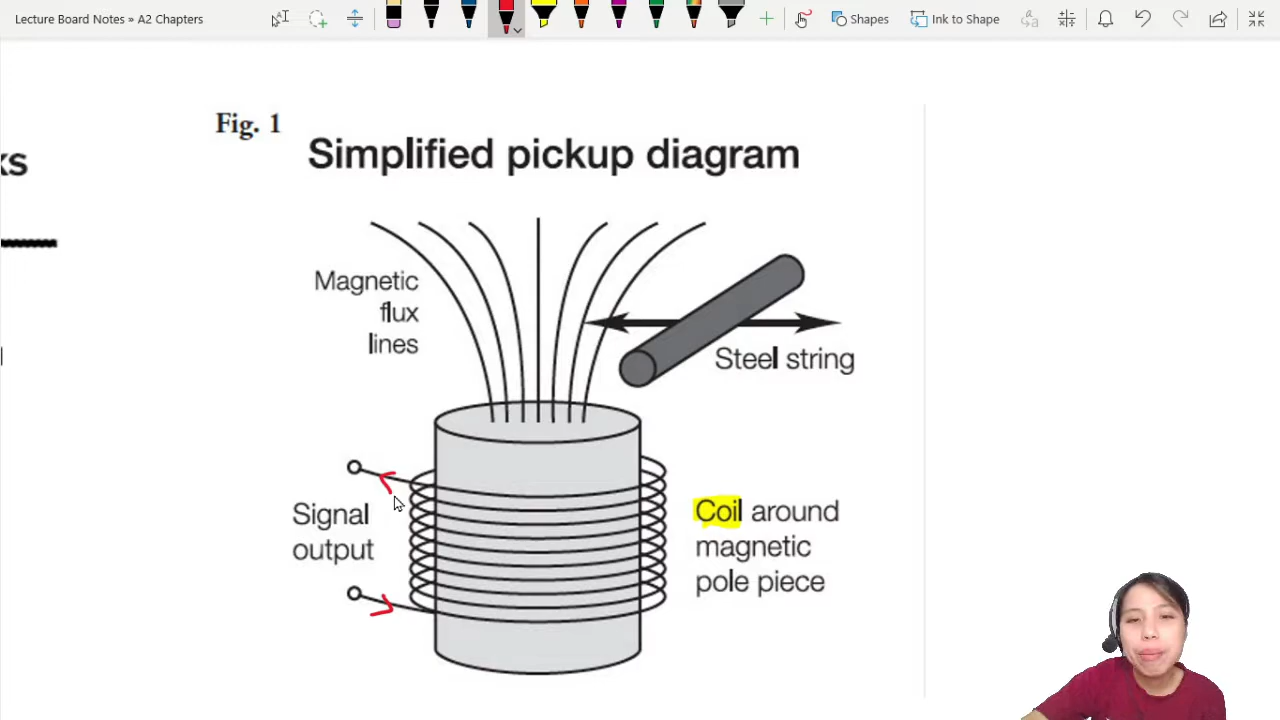 Lecture Board Notes » A2 Chapters
Shapes
Ink to Shape
Fig. 1
Simplified pickup diagram
Magnetic
flux
lines
Steel string
Signal
output
Coil around
magnetic
pole piece